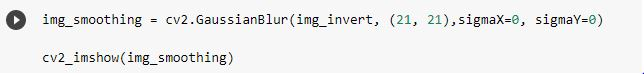 img_smoothing = cv2.GaussianBlur(img_invert, (21, 21),sigmaX=0, sigmaY=0)
cv2_imshow(img_smoothing)